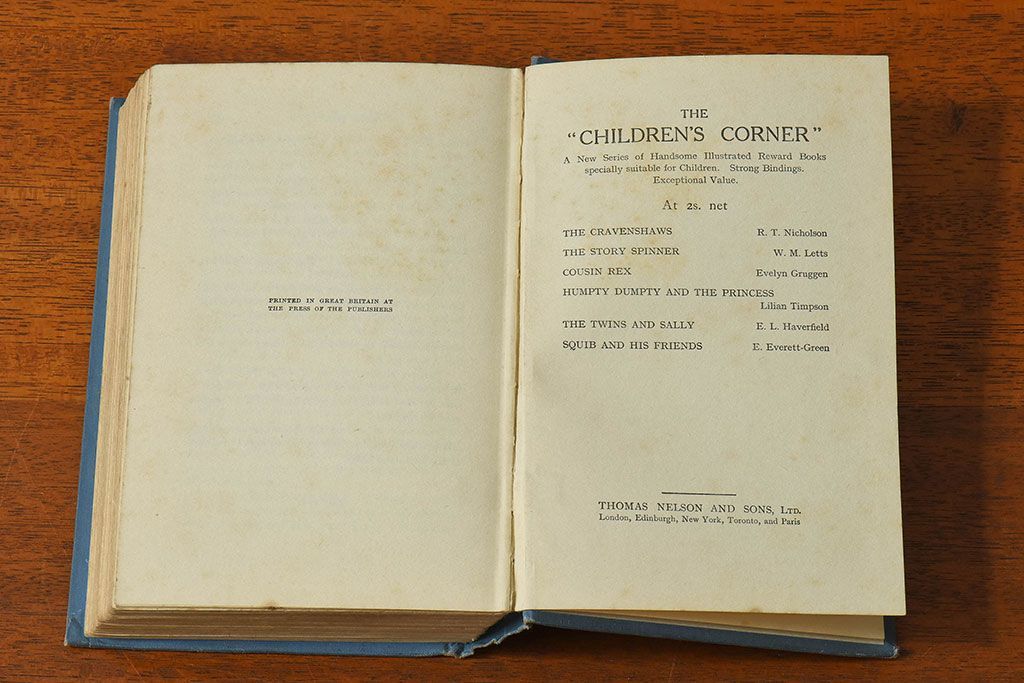 PRINTED IN GREAT BRITAIN AT
THE PRESS OF THE PUBLISHERS
THE
"CHILDREN'S CORNER"
A New Series of Handsome Illustrated Reward Books
specially suitable for Children. Strong Bindings.
Exceptional Value.
At 2s. net
THE CRAVENSHAWS R. T. Nicholson
THE STORY SPINNER W. M. Letts
COUSIN REX Evelyn Gruggen
HUMPTY DUMPTY AND THE PRINCESS
Lilian Timpson
THE TWINS AND SALLY E. L. Haverfield
SQUIB AND HIS FRIENDS E. Everett-Green
THOMAS NELSON AND SONS, LTD.
London, Edinburgh, New York, Toronto, and Paris